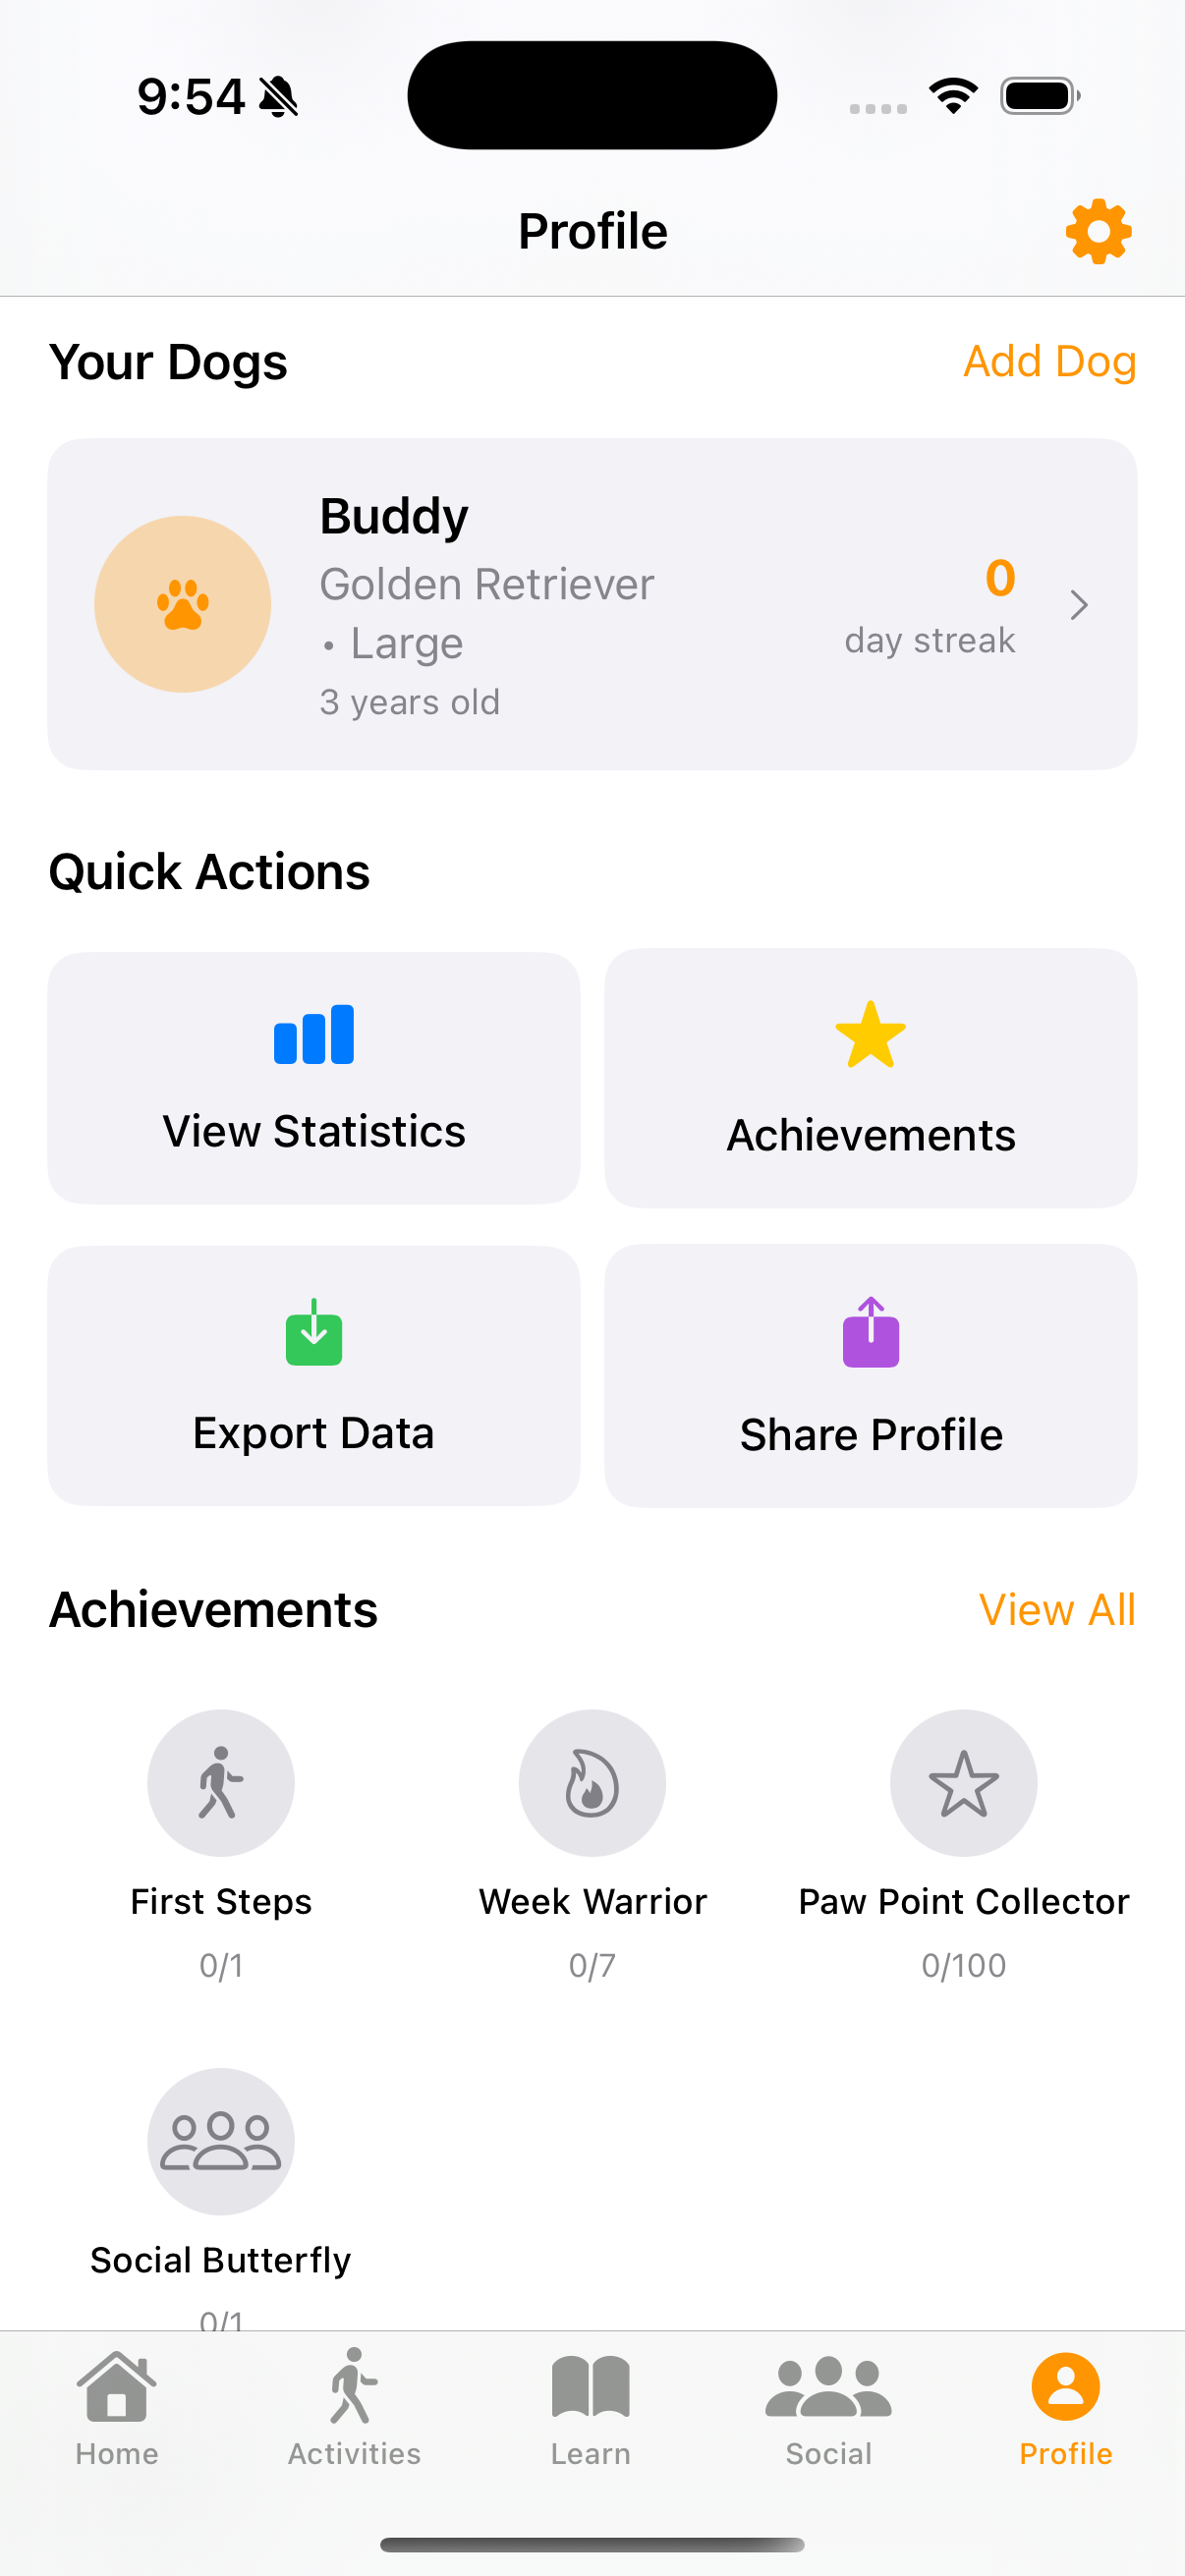 9:54
Profile
Your Dogs
Add Dog
Buddy
Golden Retriever
• Large
3 years old
0
day streak
Quick Actions
View Statistics
Achievements
Export Data
Share Profile
Achievements
View All
First Steps
Week Warrior
Paw Point Collector
0/1
0/7
0/100
Social Butterfly
0/1
Home
Activities
Learn
Social
Profile